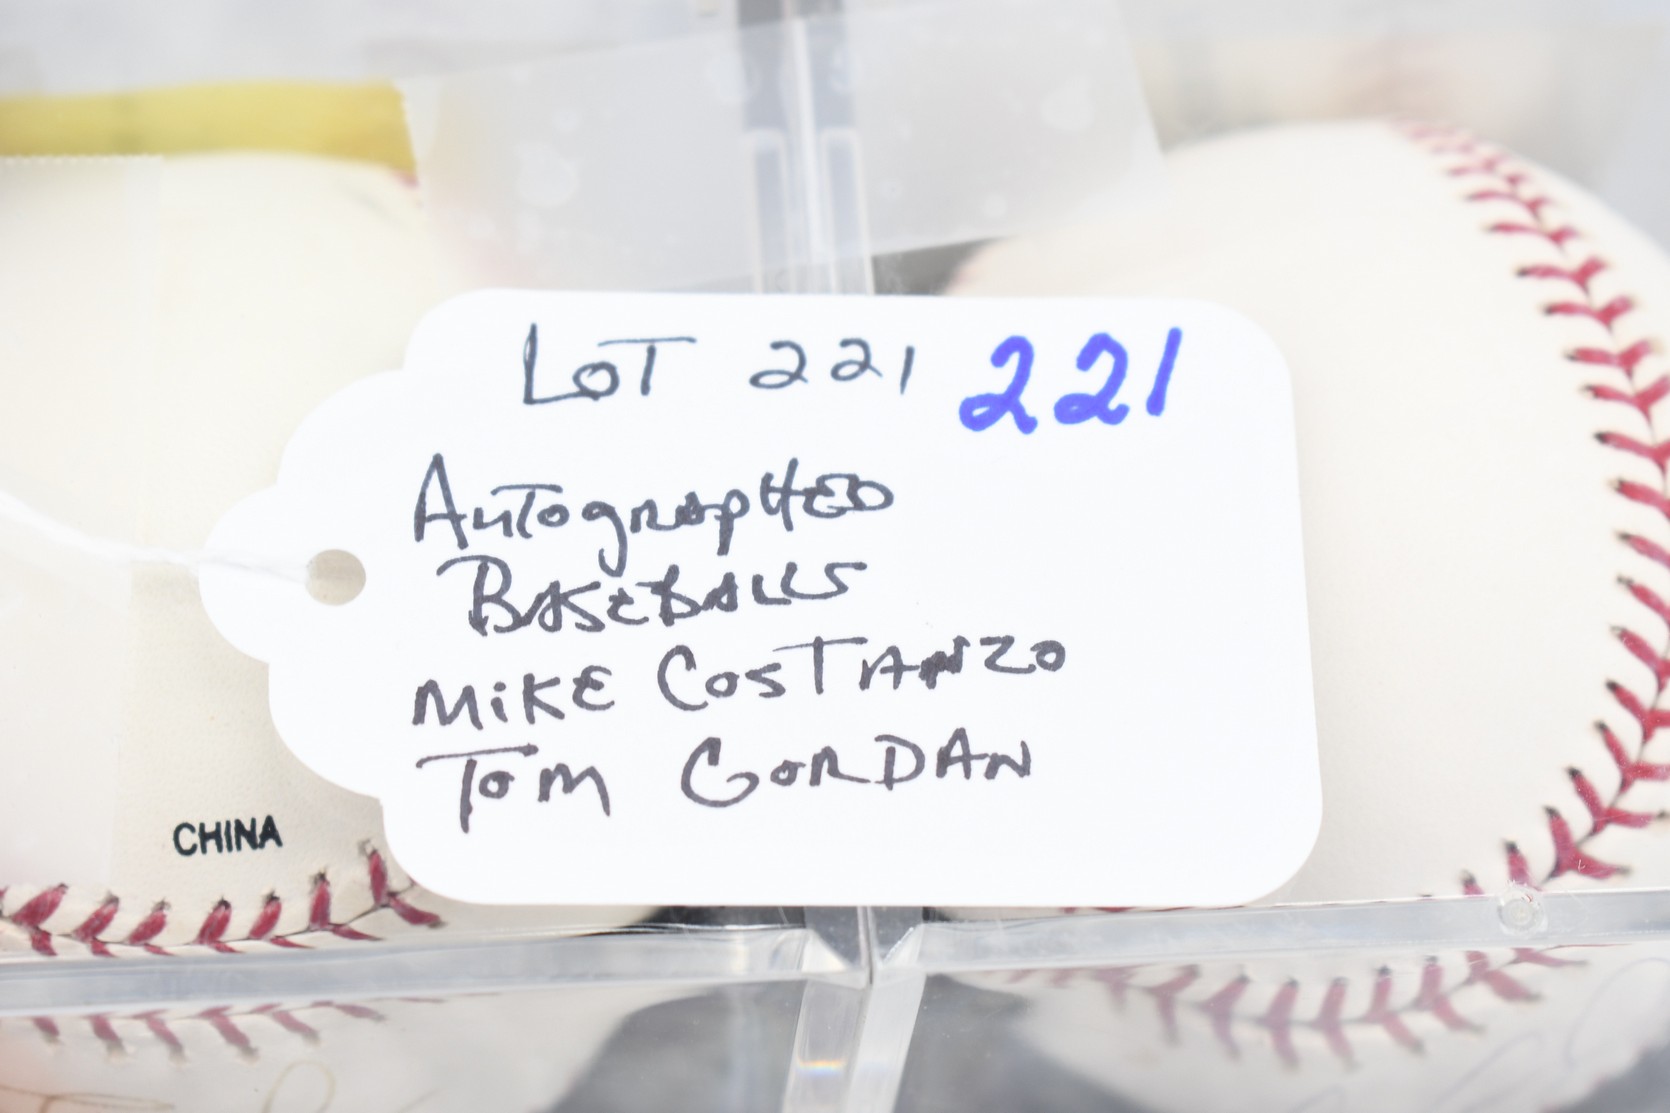 LOT 221 221
AUTOGRAPHED
BASEBALLS
MIKE COSTANZO
TOM GORDAN
CHINA